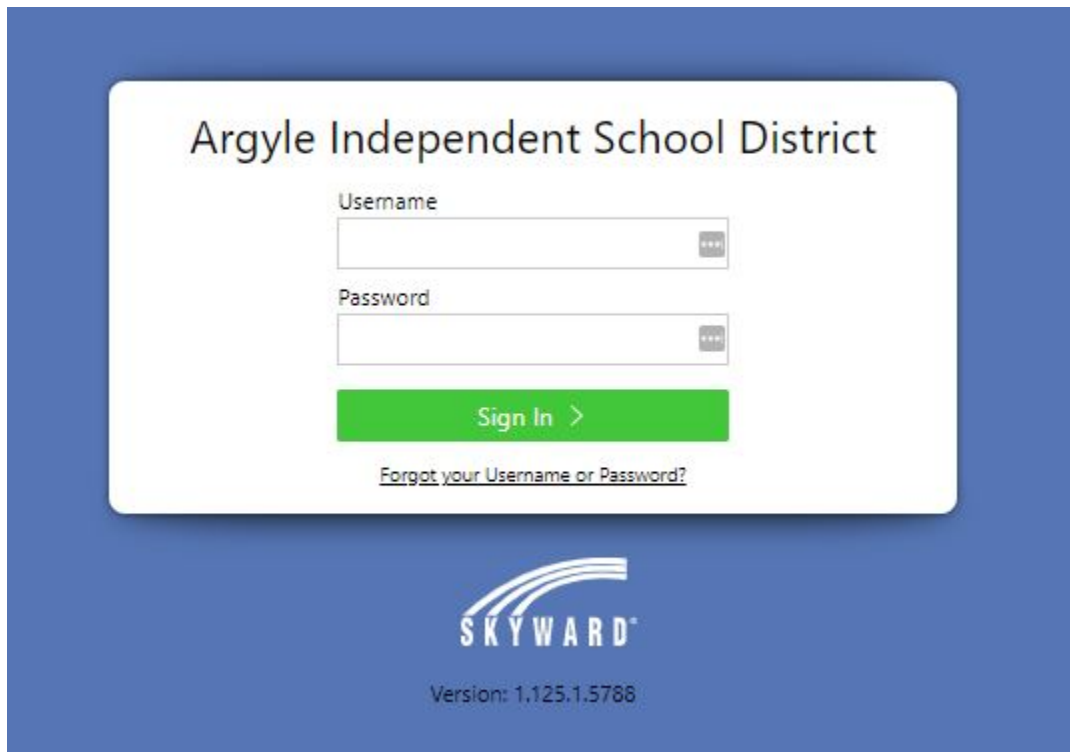 Argyle Independent School District
Username
Password
Sign In >
Forgot your Username or Password?
SKYWARD®
Version: 1.125.1.5788